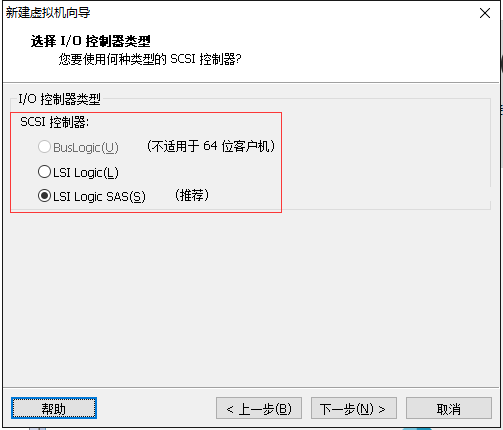 新建虚拟机向导
选择 I/O 控制器类型
您要使用何种类型的 SCSI 控制器?
I/O 控制器类型
SCSI 控制器:
BusLogic(U) (不适用于 64 位客户机)
LSI Logic(L)
LSI Logic SAS(S) (推荐)
帮助 < 上一步(B) 下一步(N) > 取消